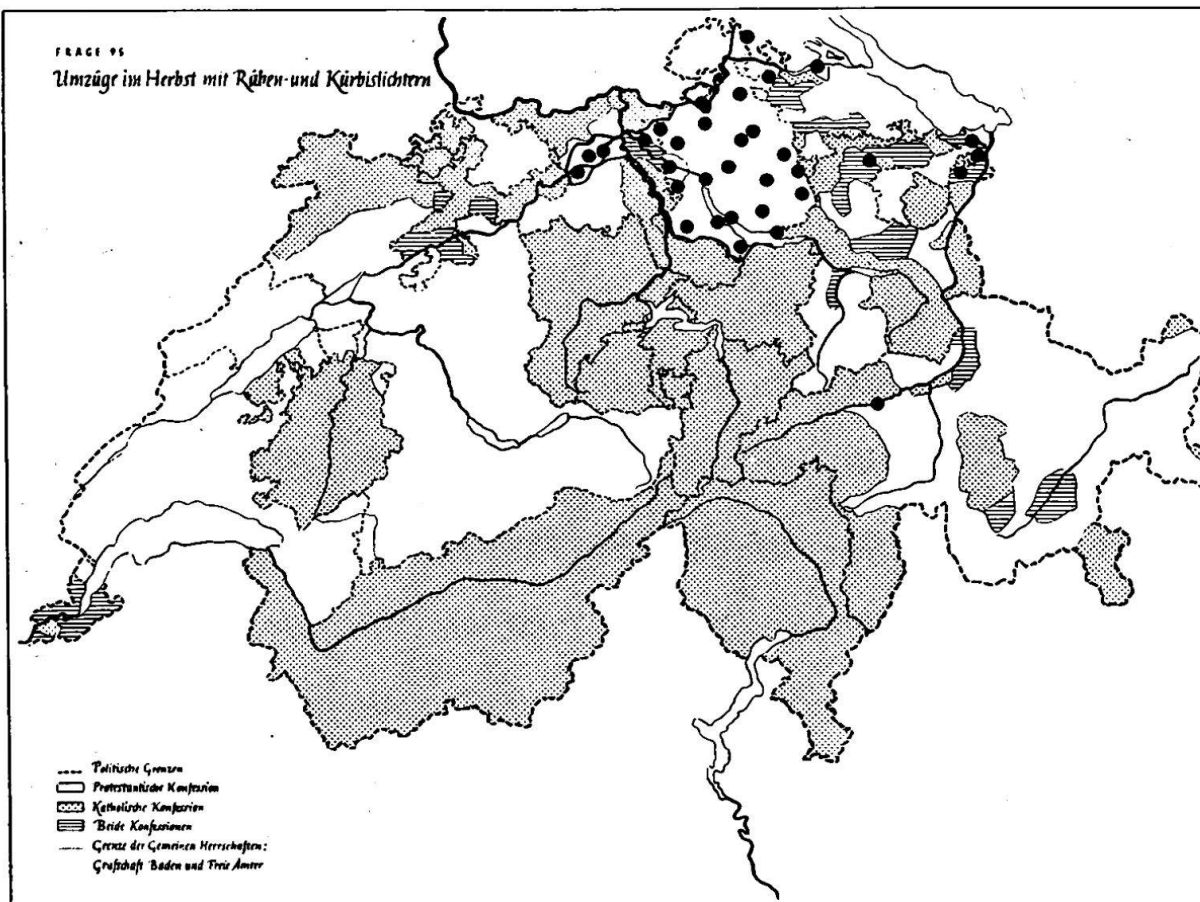 FRAGE 95
Umzüge im Herbst mit Räben- und Kürbislichtern
Politische Grenzen
Protestantische Konfession
Katholische Konfession
Beide Konfessionen
Grenze der Gemeinen Herrschaften:
Grafschaft Baden und Freie Ämter